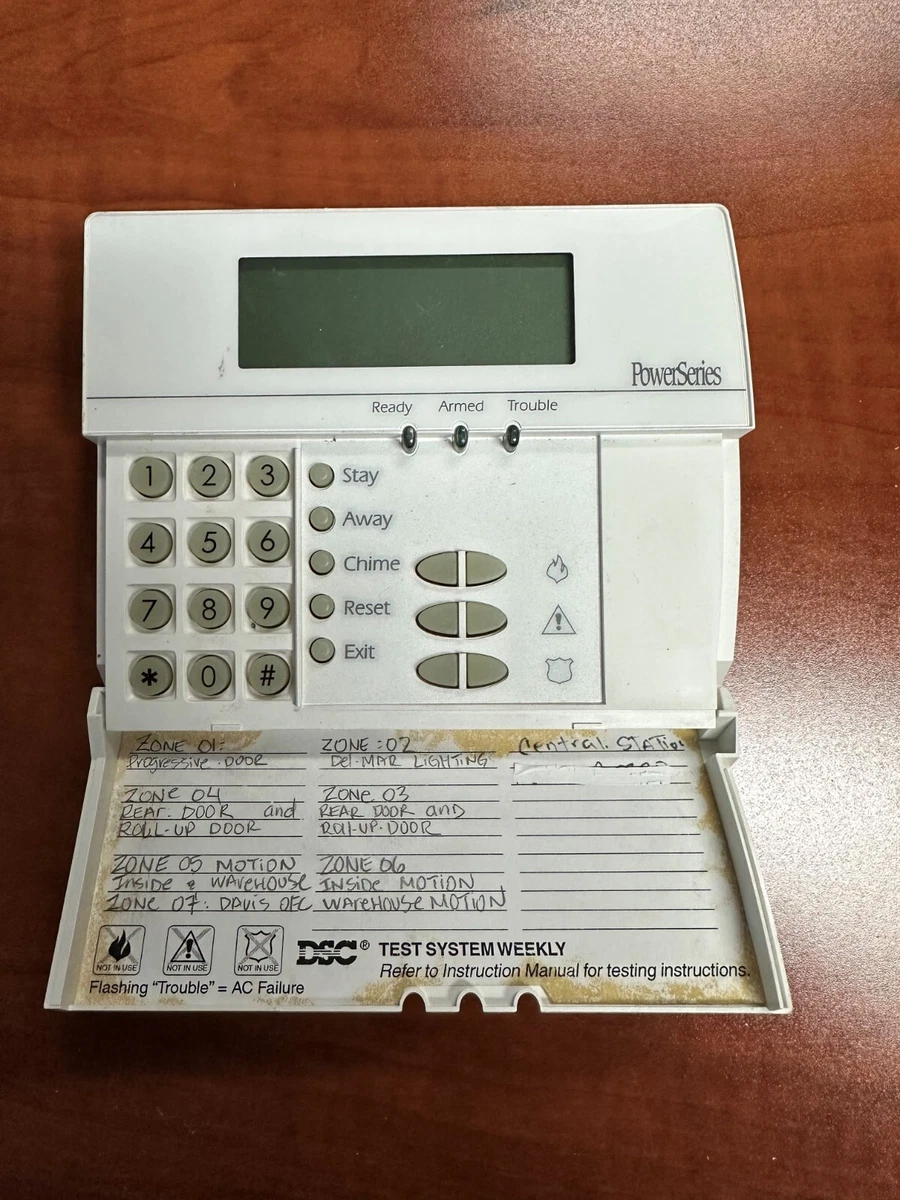 PowerSeries
Ready Armed Trouble
1 2 3
Stay
Away
4 5 6
Chime
7 8 9
Reset
Exit
* 0 #
ZONE 01:
Progressive · DOOR
ZONE :02
Del·MAR LIGHTING
Central. STATio
ZONE 04
REAR. DOOR and
ROLL-UP DOOR
ZONE. 03
REAR DOOR and
Roll-UP·DOOR
ZONE 05 MOTION
Inside & WAREHOUSE
ZONE 06
INSIDE MOTION
ZONE 07: DAVIS OFC
WAREHOUSE MOTION
NOT IN USE
NOT IN USE
NOT IN USE
DSC® TEST SYSTEM WEEKLY
Refer to Instruction Manual for testing instructions.
Flashing "Trouble" = AC Failure